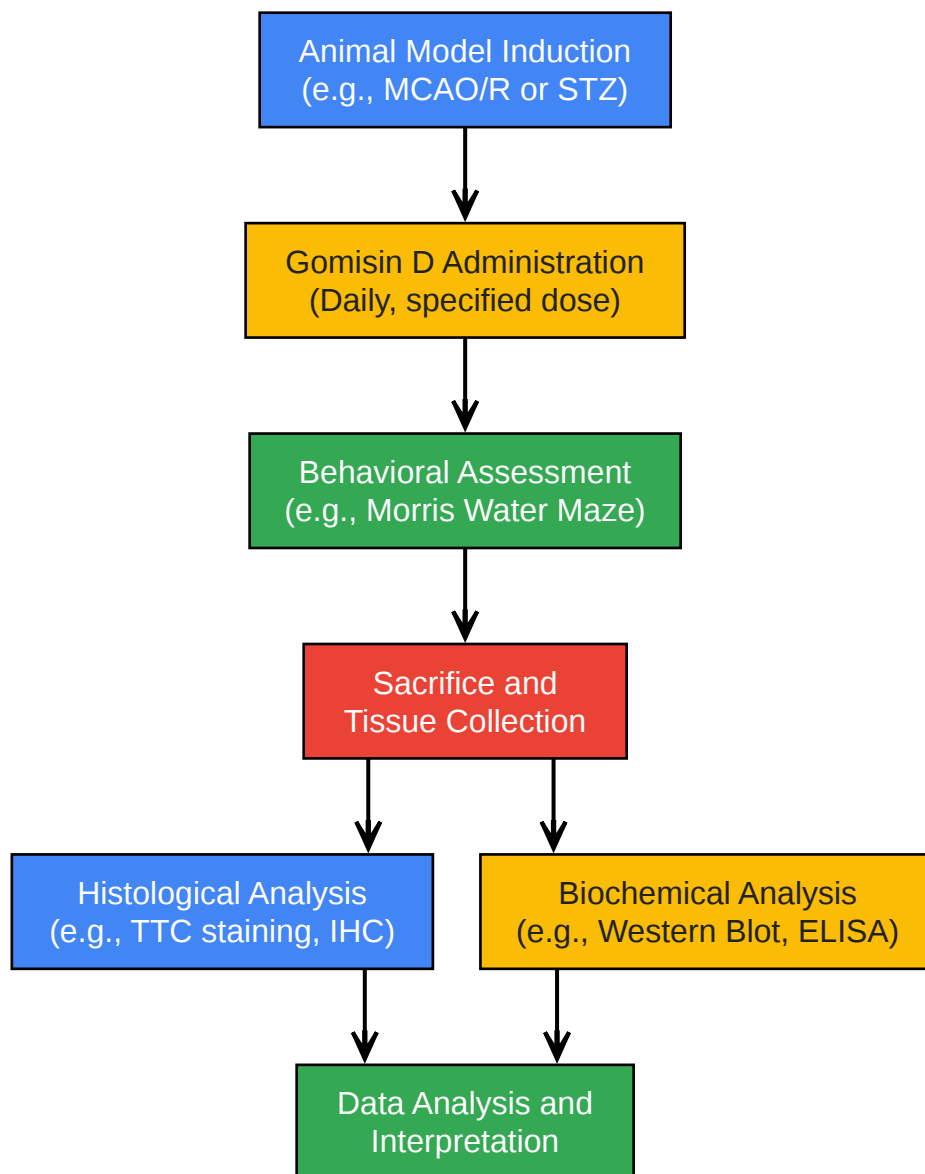 Animal Model Induction
(e.g., MCAO/R or STZ)
Gomisin D Administration
(Daily, specified dose)
Behavioral Assessment
(e.g., Morris Water Maze)
Sacrifice and
Tissue Collection
Histological Analysis
(e.g., TTC staining, IHC)
Biochemical Analysis
(e.g., Western Blot, ELISA)
Data Analysis and
Interpretation